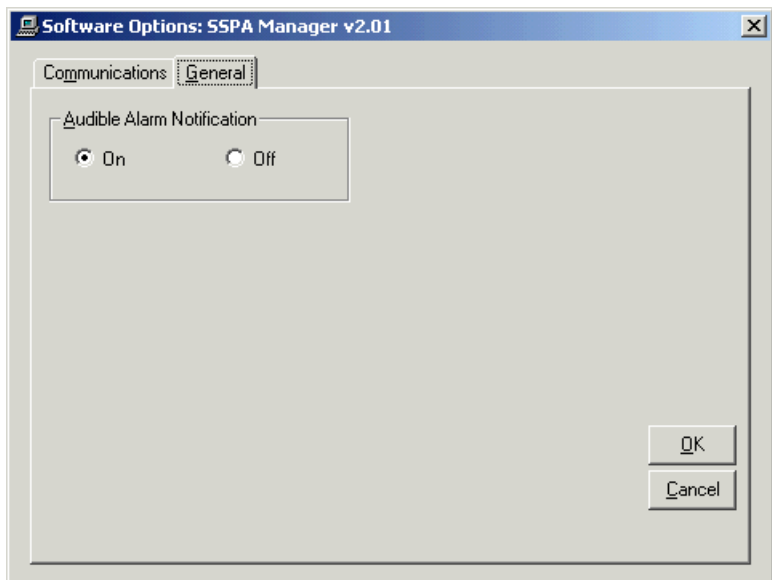 Software Options: SSPA Manager v2.01
Communications General
Audible Alarm Notification
On Off
OK
Cancel